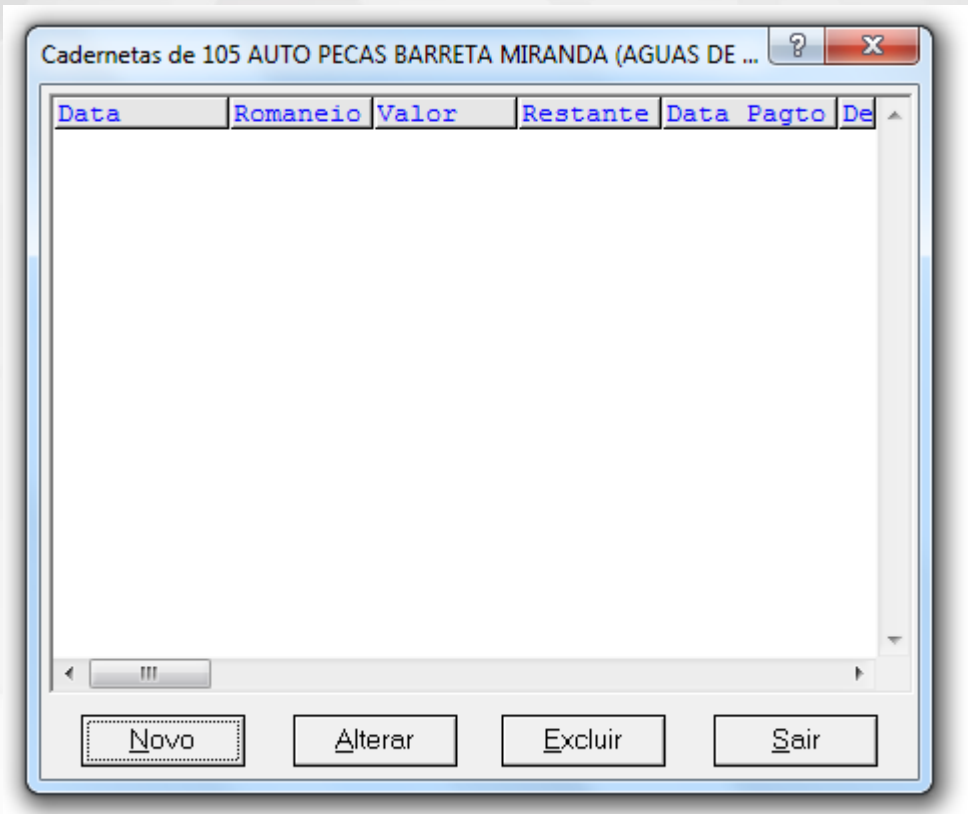 Cadernetas de 105 AUTO PECAS BARRETA MIRANDA (AGUAS DE ...
Data Romaneio Valor Restante Data Pagto De
Novo Alterar Excluir Sair